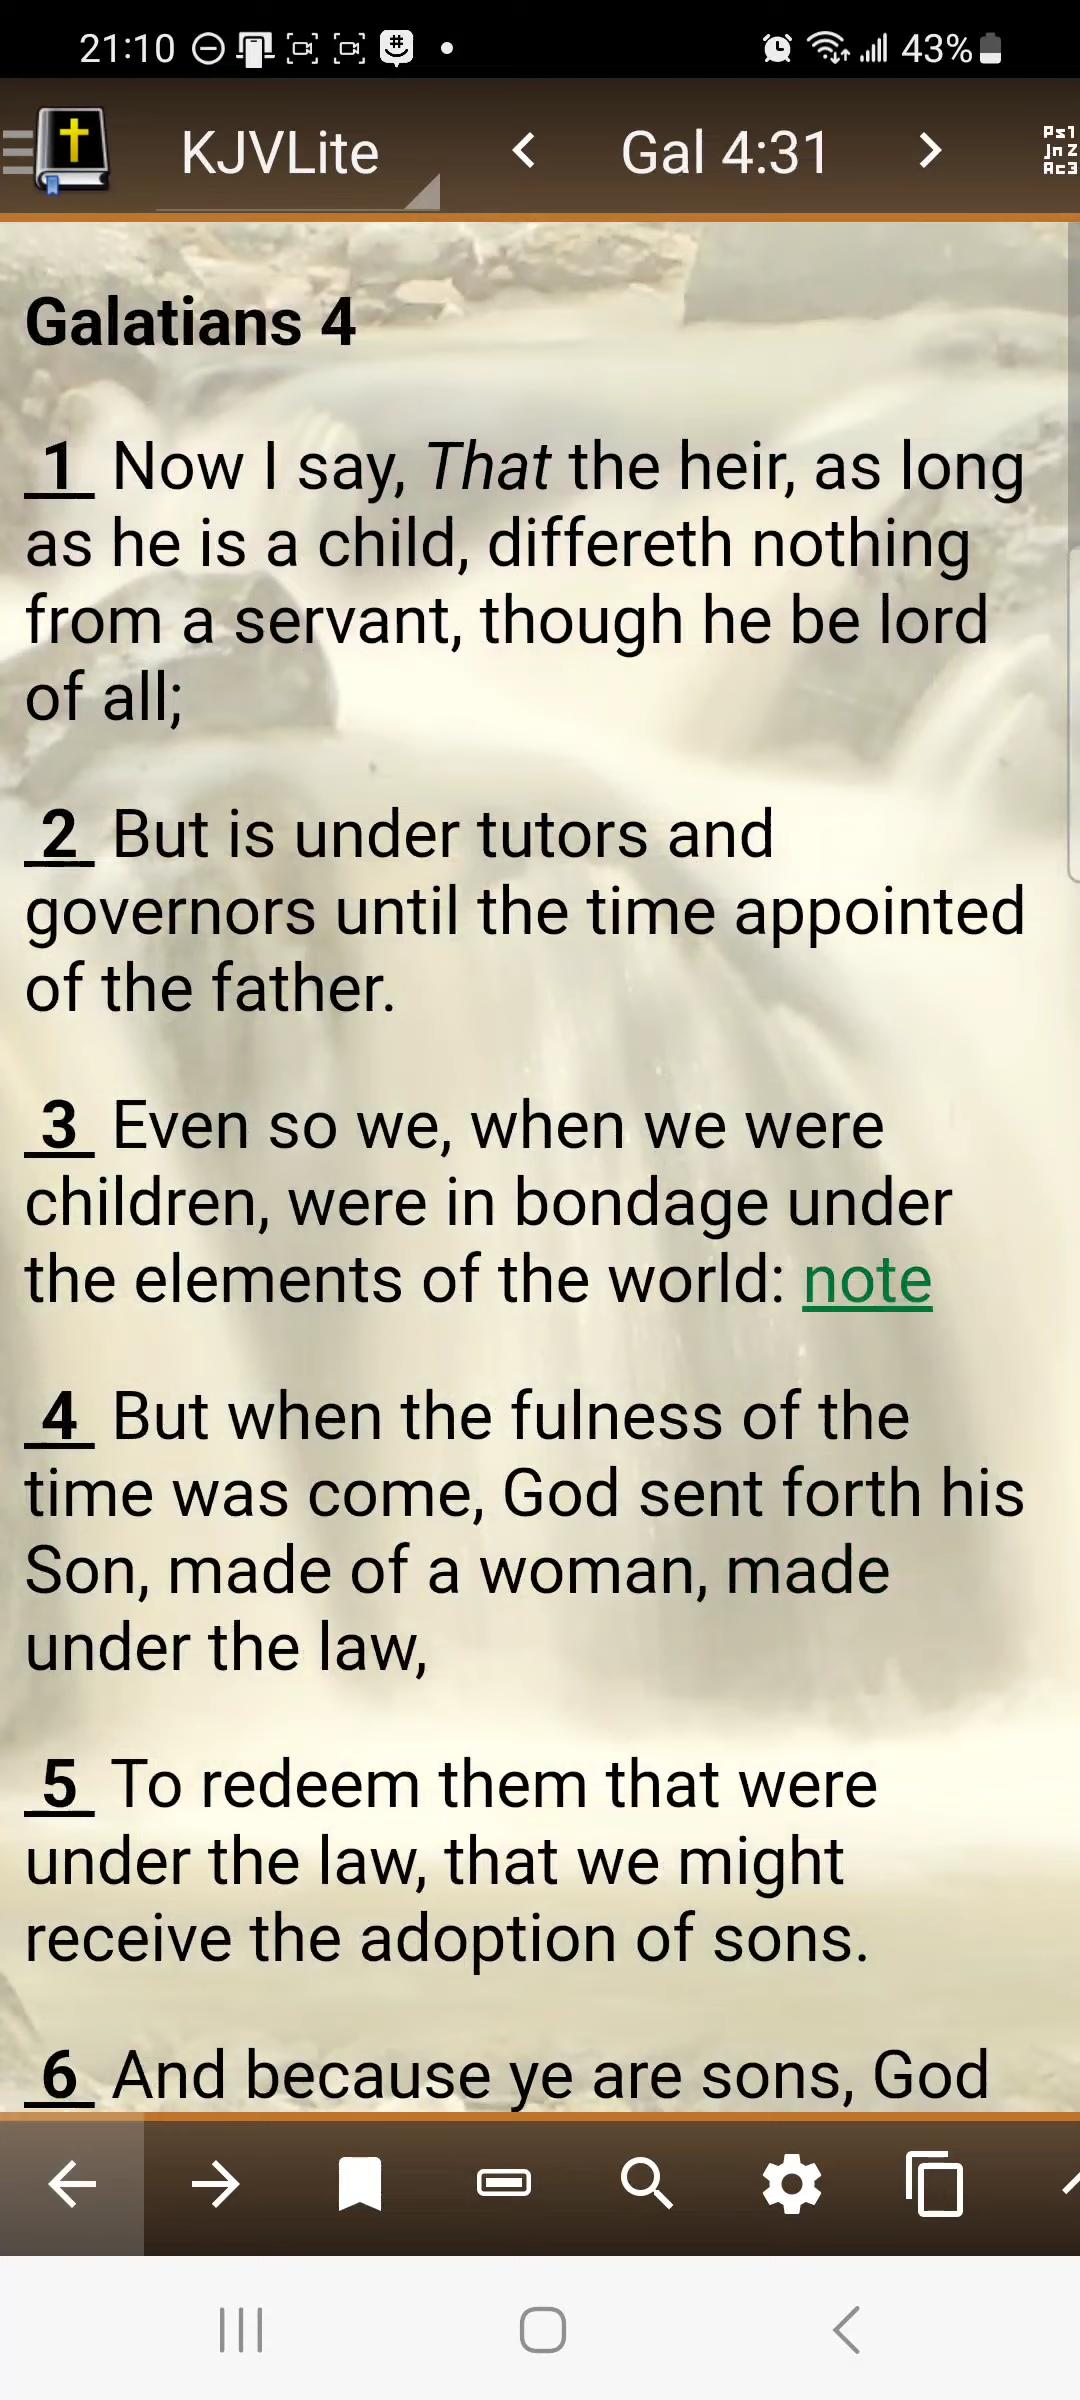 21:10
43%
KJVLite
Gal 4:31
Ps1
Jn2
Ac3
Galatians 4
1 Now I say, That the heir, as long
as he is a child, differeth nothing
from a servant, though he be lord
of all;
2 But is under tutors and
governors until the time appointed
of the father.
3 Even so we, when we were
children, were in bondage under
the elements of the world: note
4 But when the fulness of the
time was come, God sent forth his
Son, made of a woman, made
under the law,
5 To redeem them that were
under the law, that we might
receive the adoption of sons.
6 And because ye are sons, God